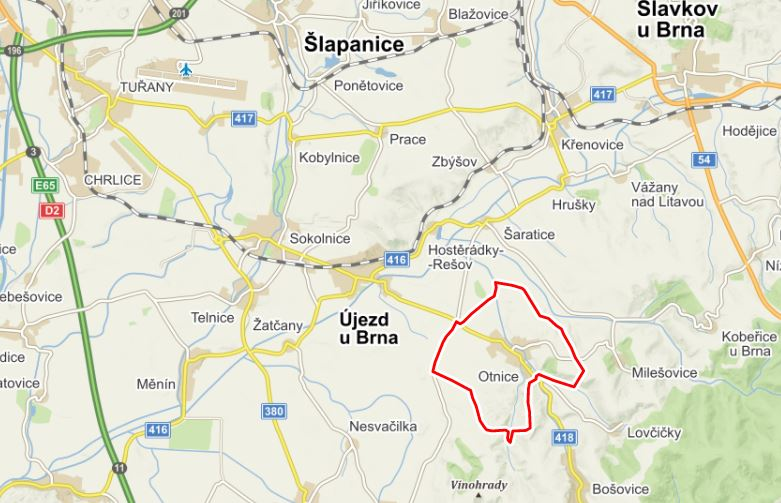 Jiříkovice
Blažovice
Slavkov
u Brna
201
196
Šlapanice
TUŘANY
Ponětovice
417
417
Prace
Křenovice
Hodějice
Kobylnice
Zbýšov
3
54
E65
CHRLICE
Vážany
nad Litavou
D2
Hrušky
Sokolnice
Šaratice
Hostěrádky-
-Rešov
416
ice
Telnice
Újezd
u Brna
Žatčany
Kobeřice
u Brna
Měnín
Otnice
Milešovice
380
Nesvačilka
416
Lovčičky
418
11
Vinohrady
Bošovice